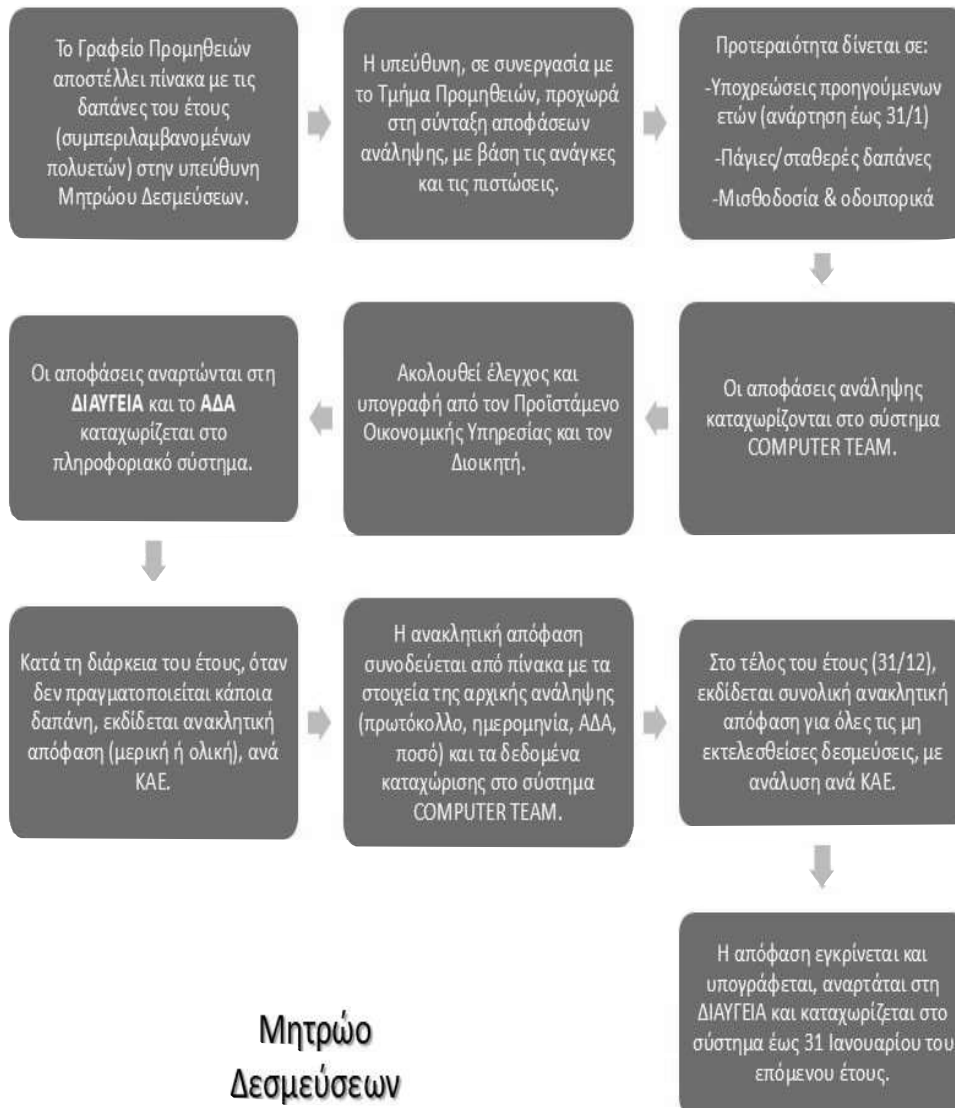 Το Γραφείο Προμηθειών
αποστέλλει πίνακα με τις
δαπάνες του έτους
(συμπεριλαμβανομένων
πολυετών) στην υπεύθυνη
Μητρώου Δεσμεύσεων.
Η υπεύθυνη, σε συνεργασία με
το Τμήμα Προμηθειών, προχωρά
στη σύνταξη αποφάσεων
ανάληψης, με βάση τις ανάγκες
και τις πιστώσεις.
Προτεραιότητα δίνεται σε:
-Υποχρεώσεις προηγούμενων
ετών (ανάρτηση έως 31/1)
-Πάγιες/σταθερές δαπάνες
-Μισθοδοσία & οδοιπορικά
Οι αποφάσεις ανάληψης
καταχωρίζονται στο σύστημα
COMPUTER TEAM.
Ακολουθεί έλεγχος και
υπογραφή από τον Προϊστάμενο
Οικονομικής Υπηρεσίας και τον
Διοικητή.
Οι αποφάσεις αναρτώνται στη
ΔΙΑΥΓΕΙΑ και το ΑΔΑ
καταχωρίζεται στο
πληροφοριακό σύστημα.
Κατά τη διάρκεια του έτους, όταν
δεν πραγματοποιείται κάποια
δαπάνη, εκδίδεται ανακλητική
απόφαση (μερική ή ολική), ανά
ΚΑΕ.
Η ανακλητική απόφαση
συνοδεύεται από πίνακα με τα
στοιχεία της αρχικής ανάληψης
(πρωτόκολλο, ημερομηνία, ΑΔΑ,
ποσό) και τα δεδομένα
καταχώρισης στο σύστημα
COMPUTER TEAM.
Στο τέλος του έτους (31/12),
εκδίδεται συνολική ανακλητική
απόφαση για όλες τις μη
εκτελεσθείσες δεσμεύσεις, με
ανάλυση ανά ΚΑΕ.
Η απόφαση εγκρίνεται και
υπογράφεται, αναρτάται στη
ΔΙΑΥΓΕΙΑ και καταχωρίζεται στο
σύστημα έως 31 Ιανουαρίου του
επόμενου έτους.
Μητρώο
Δεσμεύσεων